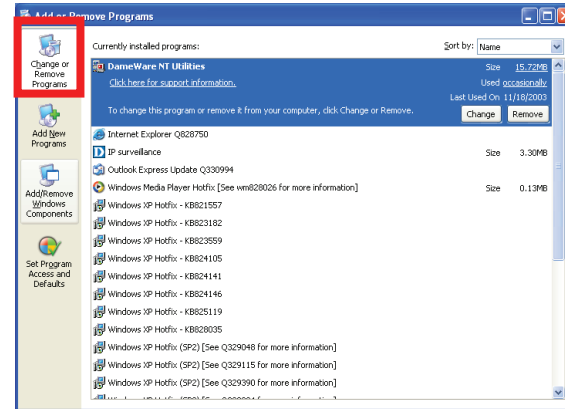 Add or Remove Programs
Change or
Remove
Programs
Add New
Programs
Add/Remove
Windows
Components
Set Program
Access and
Defaults
Currently installed programs:
Sort by: Name
DameWare NT Utilities
Size 15.72MB
Click here for support information.
Used occasionally
Last Used On 11/18/2003
To change this program or remove it from your computer, click Change or Remove.
Change Remove
Internet Explorer Q828750
IP surveillance
Size 3.30MB
Outlook Express Update Q330994
Windows Media Player Hotfix [See wm828026 for more information]
Size 0.13MB
Windows XP Hotfix - KB821557
Windows XP Hotfix - KB823182
Windows XP Hotfix - KB823559
Windows XP Hotfix - KB824105
Windows XP Hotfix - KB824141
Windows XP Hotfix - KB824146
Windows XP Hotfix - KB825119
Windows XP Hotfix - KB828035
Windows XP Hotfix (SP2) [See Q329048 for more information]
Windows XP Hotfix (SP2) [See Q329115 for more information]
Windows XP Hotfix (SP2) [See Q329390 for more information]